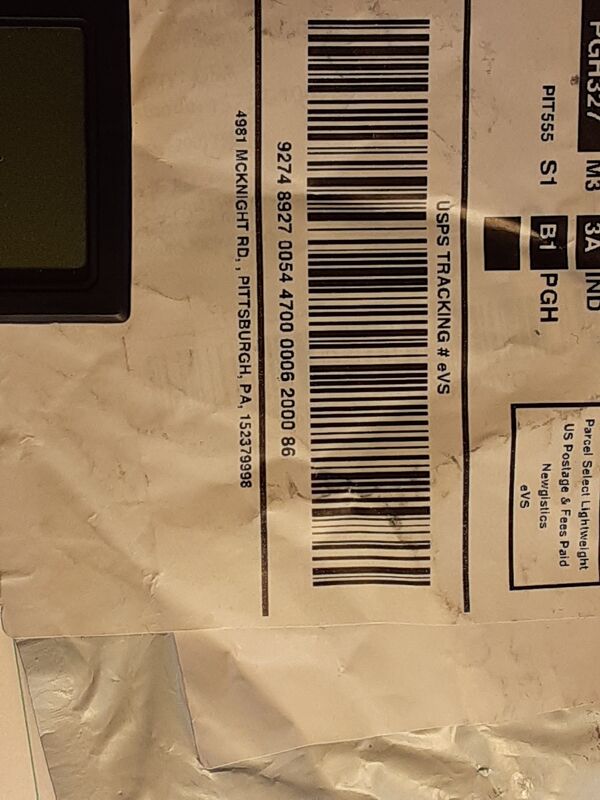 PGH327 M3 3A IND
PIT555 S1 B1 PGH
Parcel Select Lightweight
US Postage & Fees Paid
Newgistics
eVS
USPS TRACKING # eVS
9274 8927 0054 4700 0006 2000 86
4981 MCKNIGHT RD, , PITTSBURGH, PA, 152379998